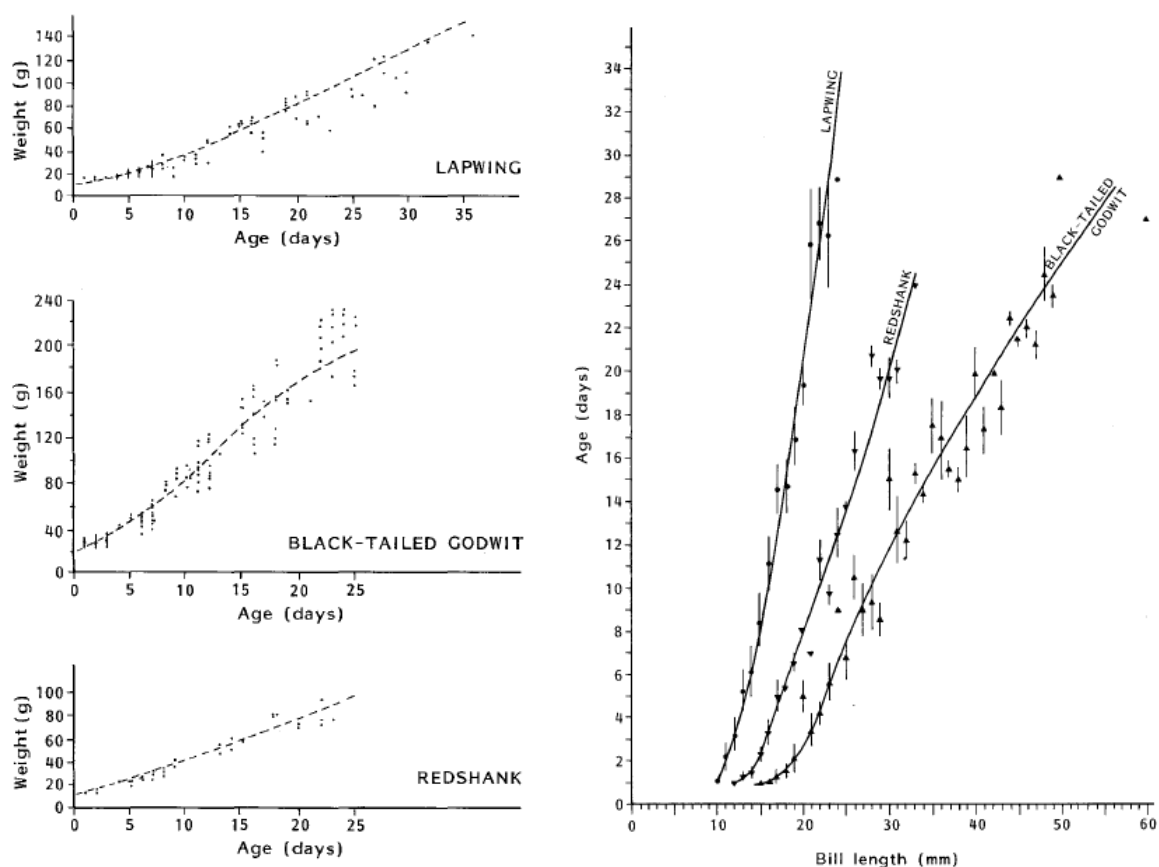 140
120
100
80
60
40
20
0
Weight (g)
LAPWING
0 5 10 15 20 25 30 35
Age (days)
240
200
160
120
80
40
0
Weight (g)
BLACK-TAILED GODWIT
0 5 10 15 20 25
Age (days)
100
80
60
40
20
0
Weight (g)
REDSHANK
0 5 10 15 20 25
Age (days)
34
32
30
28
26
24
22
20
18
16
14
12
10
8
6
4
2
0
Age (days)
LAPWING
REDSHANK
BLACK-TAILED
GODWIT
0 10 20 30 40 50 60
Bill length (mm)